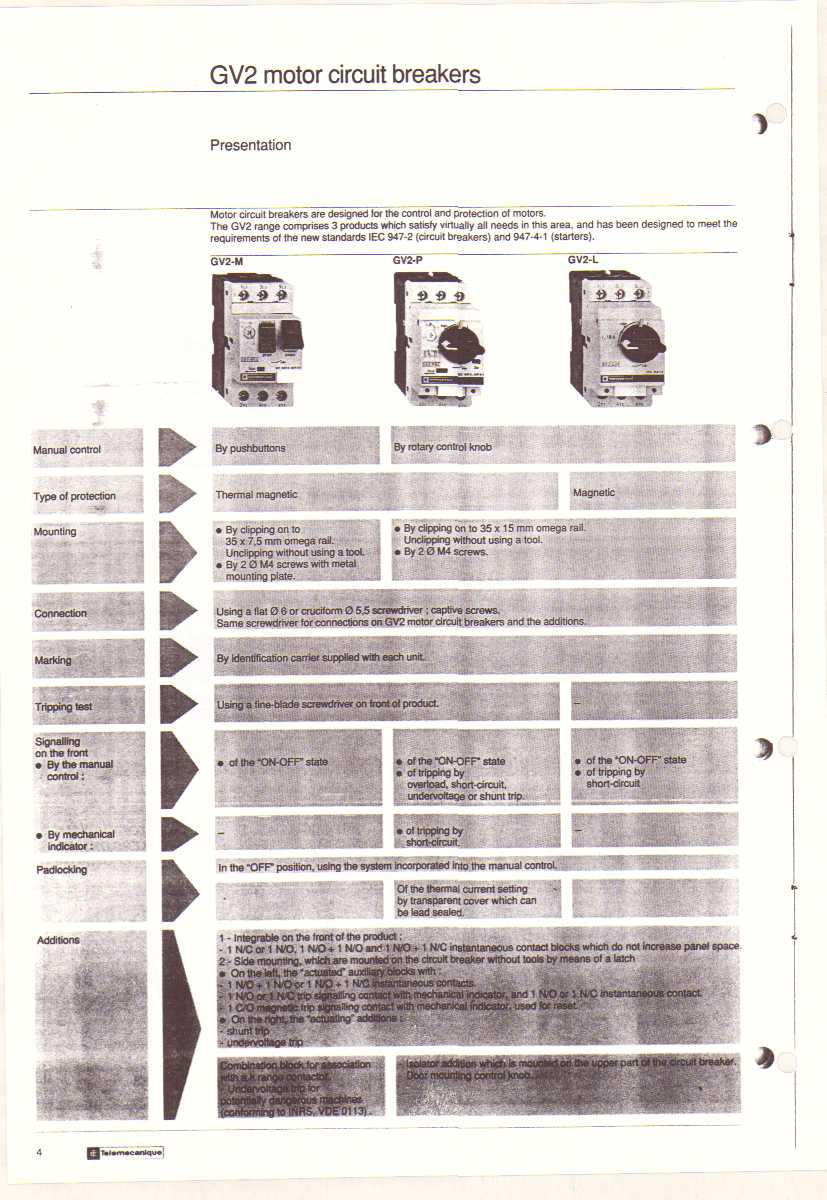 GV2 motor circuit breakers
Presentation
Motor circuit breakers are designed for the control and protection of motors.
The GV2 range comprises 3 products which satisfy virtually all needs in this area, and has been designed to meet the
requirements of the new standards IEC 947-2 (circuit breakers) and 947-4-1 (starters).
GV2-M GV2-P GV2-L
Manual control By pushbuttons By rotary control knob
Type of protection Thermal magnetic Magnetic
Mounting
• By clipping on to
35 x 7,5 mm omega rail.
Unclipping without using a tool.
• By 2 Ø M4 screws with metal
mounting plate.
• By clipping on to 35 x 15 mm omega rail.
Unclipping without using a tool.
• By 2 Ø M4 screws.
Connection
Using a flat Ø 6 or cruciform Ø 5,5 screwdriver ; captive screws.
Same screwdriver for connections on GV2 motor circuit breakers and the additions.
Marking By identification carrier supplied with each unit.
Tripping test Using a fine-blade screwdriver on front of product. –
Signalling
on the front
• By the manual
control :
• of the "ON-OFF" state
• of the "ON-OFF" state
• of tripping by
overload, short-circuit,
undervoltage or shunt trip.
• of the "ON-OFF" state
• of tripping by
short-circuit
• By mechanical
indicator :
–
• of tripping by
short-circuit.
–
Padlocking In the "OFF" position, using the system incorporated into the manual control.
Of the thermal current setting -
by transparent cover which can
be lead sealed.
Additions
1 - Integrable on the front of the product :
- 1 N/C or 1 N/O, 1 N/O + 1 N/O and 1 N/O + 1 N/C instantaneous contact blocks which do not increase panel space.
2 - Side mounting, which are mounted on the circuit breaker without tools by means of a latch
• On the left, the "actuated" auxiliary blocks with :
- 1 N/O + 1 N/O or 1 N/O + 1 N/C instantaneous contacts.
- 1 N/O or 1 N/C trip signalling contact with mechanical indicator, and 1 N/O or 1 N/C instantaneous contact.
- 1 C/O magnetic trip signalling contact with mechanical indicator, used for reset.
• On the right, the "actuating" additions :
- shunt trip
- undervoltage trip
Combination block for association
with a k range contactor.
- Undervoltage trip for
potentially dangerous machines
(conforming to INRS, VDE 0113).
- Isolator addition which is mounted on the upper part of the circuit breaker.
Door mounting control knob.
4 Telemecanique